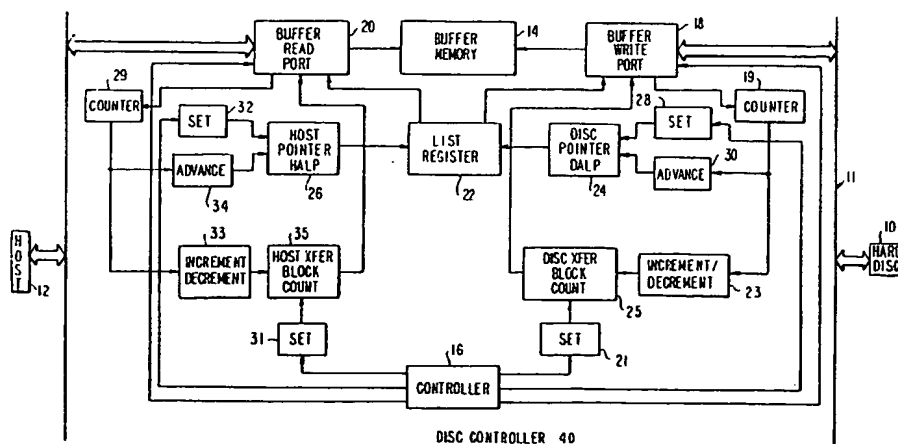 20
BUFFER
READ
PORT
BUFFER
MEMORY
14
BUFFER
WRITE
PORT
18
29
COUNTER
32
SET
HOST
POINTER
HALP
26
ADVANCE
34
LIST
REGISTER
22
DISC
POINTER
DALP
24
28
SET
19
COUNTER
30
ADVANCE
11
HOST
12
33
INCREMENT
DECREMENT
35
HOST XFER
BLOCK
COUNT
DISC XFER
BLOCK
COUNT
25
INCREMENT/
DECREMENT
23
10
HARD
DISC
31
SET
16
CONTROLLER
SET
21
DISC CONTROLLER 40